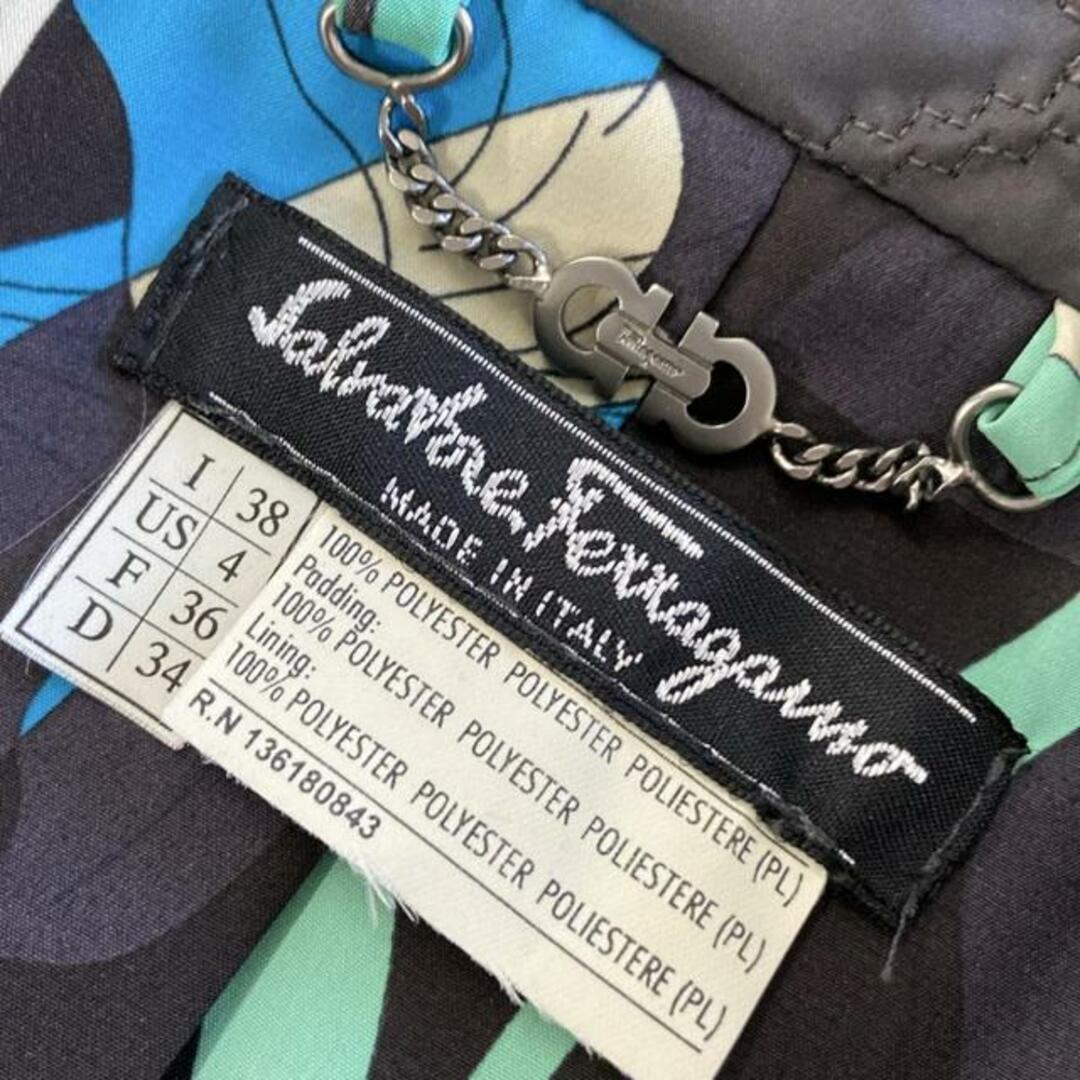 Ferragamo
Salvatore Ferragamo
MADE IN ITALY
I 38
US 4
F 36
D 34
100% POLYESTER POLYESTER POLIESTERE (PL)
Padding:
100% POLYESTER POLYESTER POLIESTERE (PL)
Lining:
100% POLYESTER POLYESTER POLIESTERE (PL)
R.N 136180843